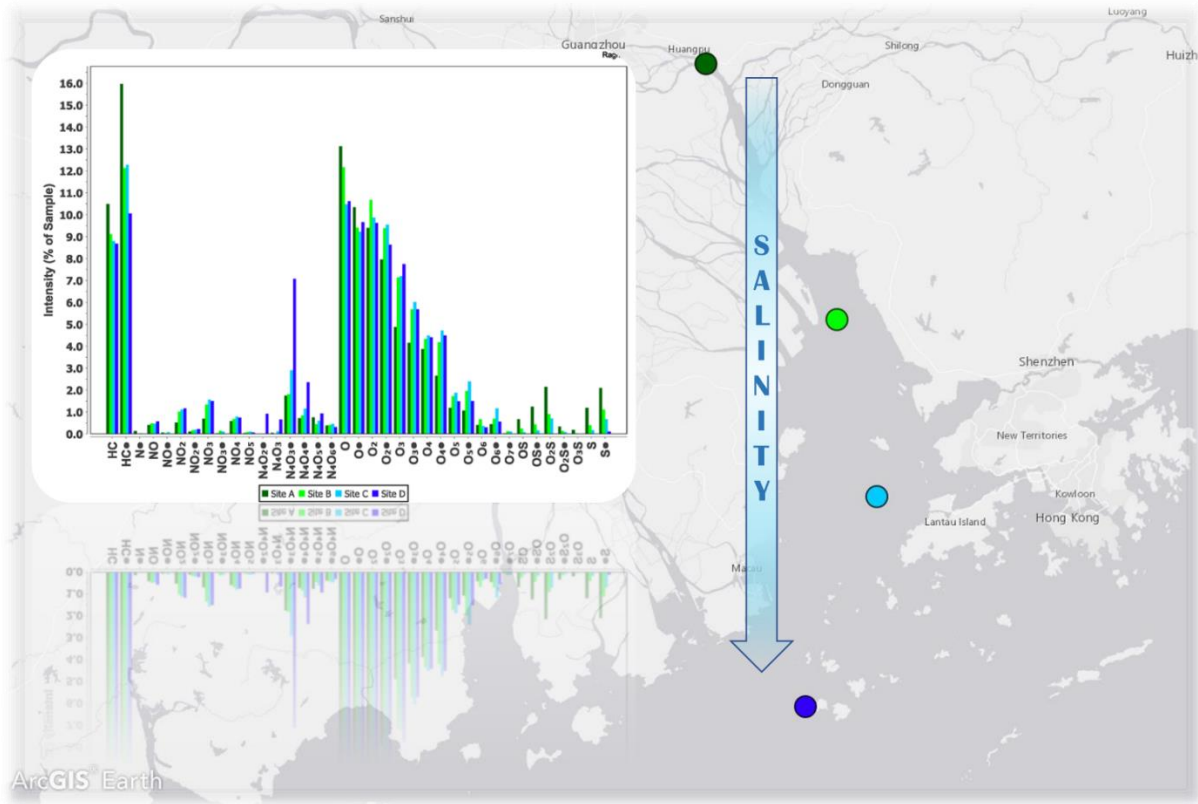 Sanshui
Luoyang
Guangzhou
Huangpu
Shilong
Huizh
Rap.
Dongguan
16.0
15.0
14.0
13.0
12.0
11.0
10.0
9.0
8.0
7.0
6.0
5.0
4.0
3.0
2.0
1.0
0.0
Intensity (% of Sample)
HC
HC•
N•
NO
NO•
NO₂
NO₂•
NO₃
NO₃•
NO₄
NO₅
N₄O₂•
N₄O₃
N₄O₃•
N₄O₄•
N₄O₅•
N₄O₆•
O
O•
O₂
O₂•
O₃
O₃•
O₄
O₄•
O₅
O₅•
O₆
O₆•
O₇•
OS
OS•
O₂S
O₂S•
O₃S
S
S•
Site A Site B Site C Site D
SALINITY
Shenzhen
New Territories
Kowloon
Lantau Island
Hong Kong
Macau
ArcGIS Earth